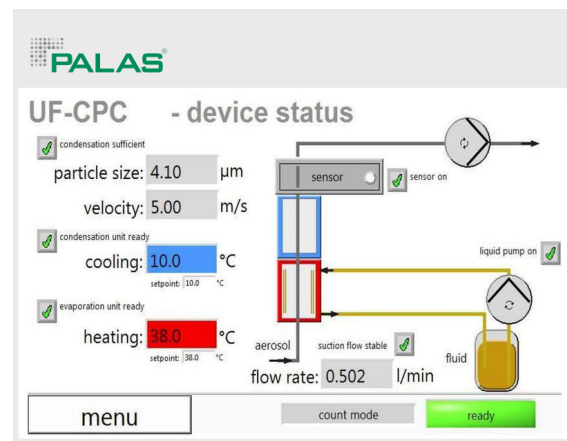 PALAS®
UF-CPC - device status
condensation sufficient
particle size: 4.10 µm
sensor
sensor on
velocity: 5.00 m/s
condensation unit ready
cooling: 10.0 °C
setpoint: 10.0 °C
liquid pump on
evaporation unit ready
heating: 38.0 °C
setpoint: 38.0 °C
aerosol
suction flow stable
fluid
flow rate: 0.502 l/min
menu
count mode
ready